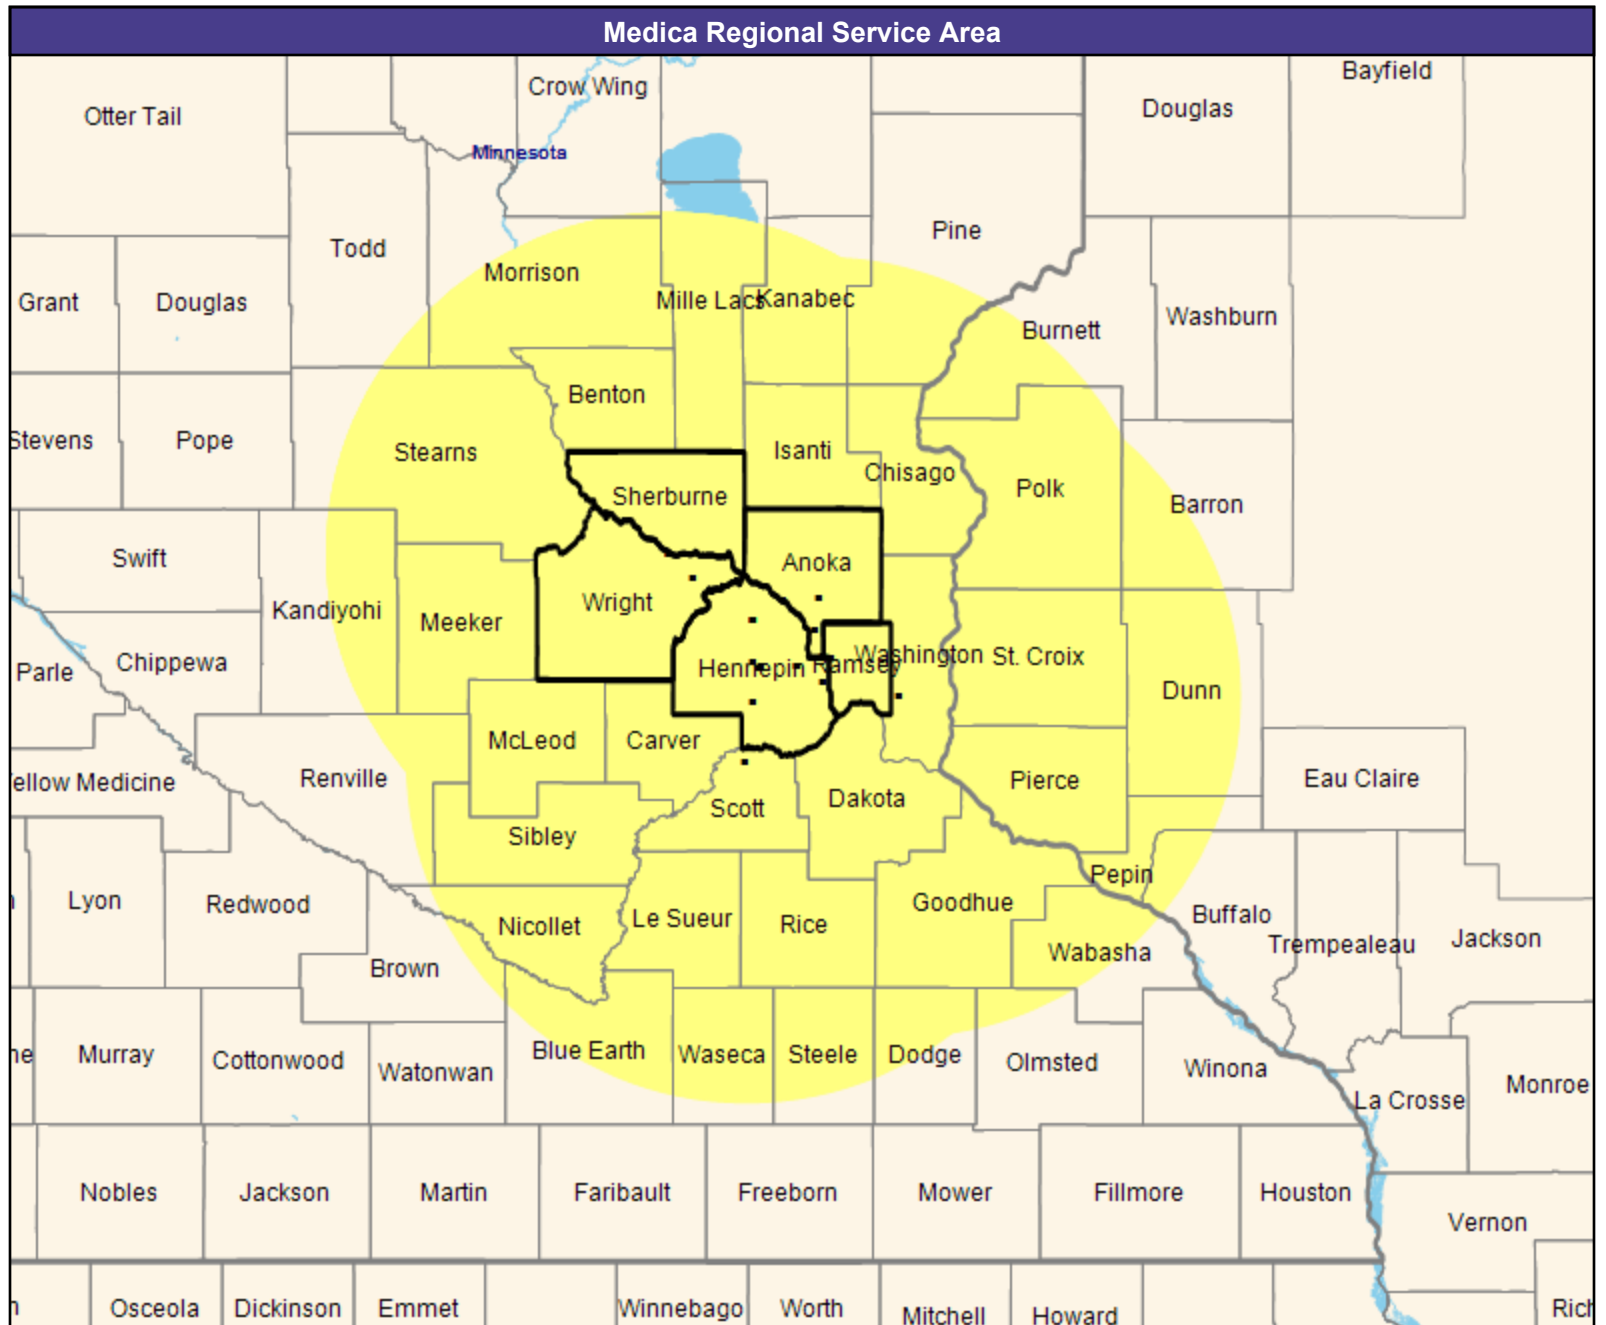 Medica Regional Service Area
Bayfield
Crow Wing
Douglas
Otter Tail
Minnesota
Pine
Todd
Morrison
Mille Lacs
Kanabec
Grant
Douglas
Washburn
Burnett
Benton
Stevens
Pope
Stearns
Isanti
Chisago
Polk
Sherburne
Barron
Swift
Anoka
Wright
Kandiyohi
Meeker
Washington
St. Croix
Parle
Chippewa
Hennepin
Ramsey
Dunn
McLeod
Carver
Renville
ellow Medicine
Pierce
Eau Claire
Dakota
Scott
Sibley
Pepin
Lyon
Redwood
Goodhue
Buffalo
Le Sueur
Nicollet
Rice
Trempealeau
Jackson
Wabasha
Brown
Blue Earth
ne
Murray
Cottonwood
Waseca
Steele
Dodge
Olmsted
Winona
Watonwan
Monroe
La Crosse
Nobles
Jackson
Martin
Faribault
Freeborn
Mower
Fillmore
Houston
Vernon
n
Osceola
Dickinson
Emmet
Winnebago
Worth
Mitchell
Howard
Rich